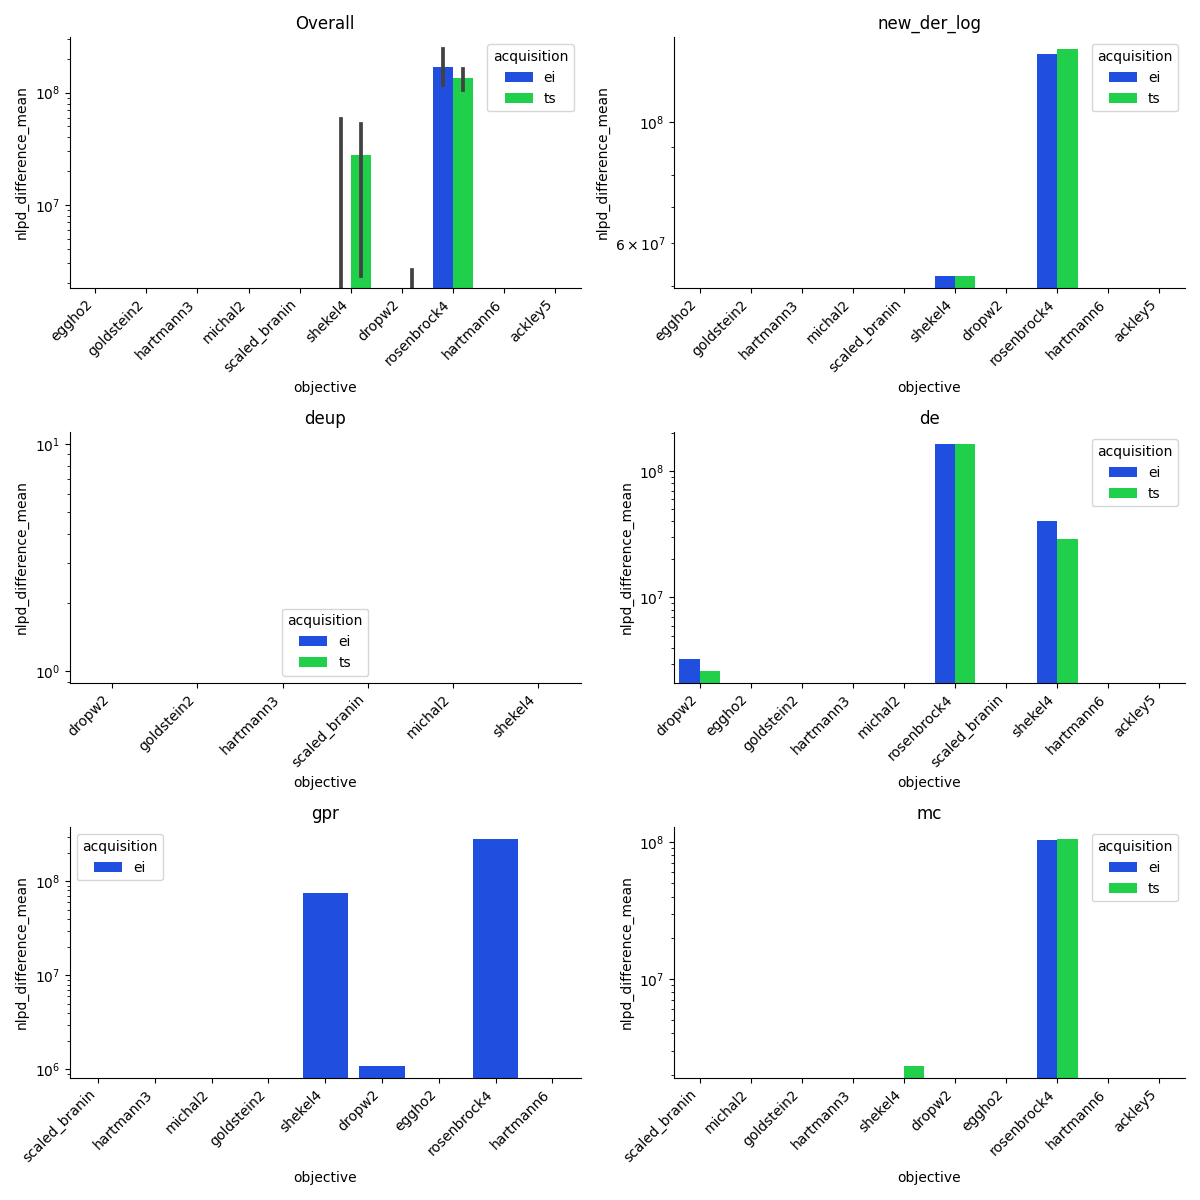 Overall
nlpd_difference_mean
10^8
10^7
acquisition
ei
ts
eggho2
goldstein2
hartmann3
michal2
scaled_branin
shekel4
dropw2
rosenbrock4
hartmann6
ackley5
objective
new_der_log
nlpd_difference_mean
10^8
6 × 10^7
acquisition
ei
ts
eggho2
goldstein2
hartmann3
michal2
scaled_branin
shekel4
dropw2
rosenbrock4
hartmann6
ackley5
objective
deup
nlpd_difference_mean
10^1
10^0
acquisition
ei
ts
dropw2
goldstein2
hartmann3
scaled_branin
michal2
shekel4
objective
de
nlpd_difference_mean
10^8
10^7
acquisition
ei
ts
dropw2
eggho2
goldstein2
hartmann3
michal2
rosenbrock4
scaled_branin
shekel4
hartmann6
ackley5
objective
gpr
nlpd_difference_mean
10^8
10^7
10^6
acquisition
ei
scaled_branin
hartmann3
michal2
goldstein2
shekel4
dropw2
eggho2
rosenbrock4
hartmann6
objective
mc
nlpd_difference_mean
10^8
10^7
acquisition
ei
ts
scaled_branin
michal2
goldstein2
hartmann3
shekel4
dropw2
eggho2
rosenbrock4
hartmann6
ackley5
objective